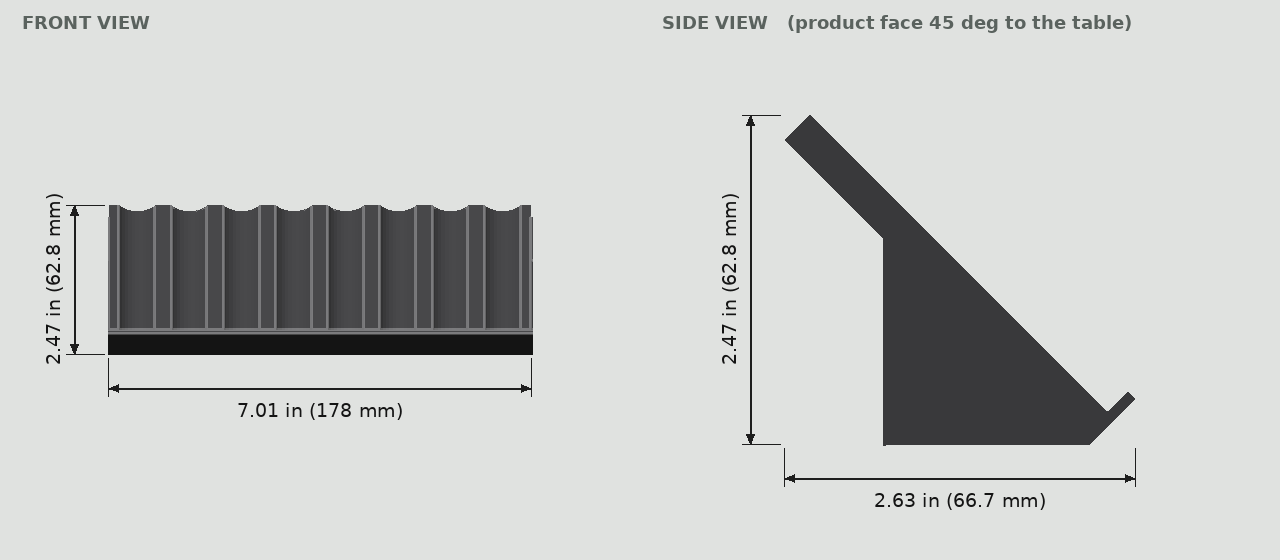 FRONT VIEW
SIDE VIEW (product face 45 deg to the table)
2.47 in (62.8 mm)
7.01 in (178 mm)
2.47 in (62.8 mm)
2.63 in (66.7 mm)